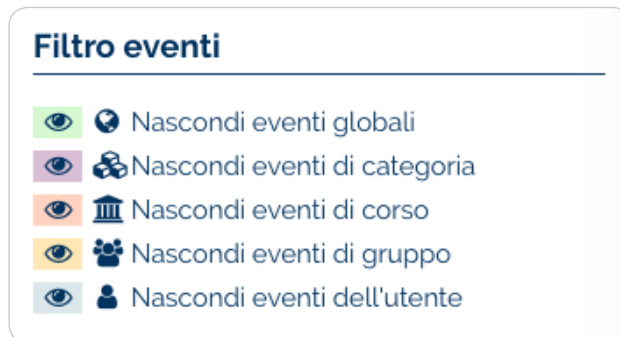 Filtro eventi
Nascondi eventi globali
Nascondi eventi di categoria
Nascondi eventi di corso
Nascondi eventi di gruppo
Nascondi eventi dell'utente